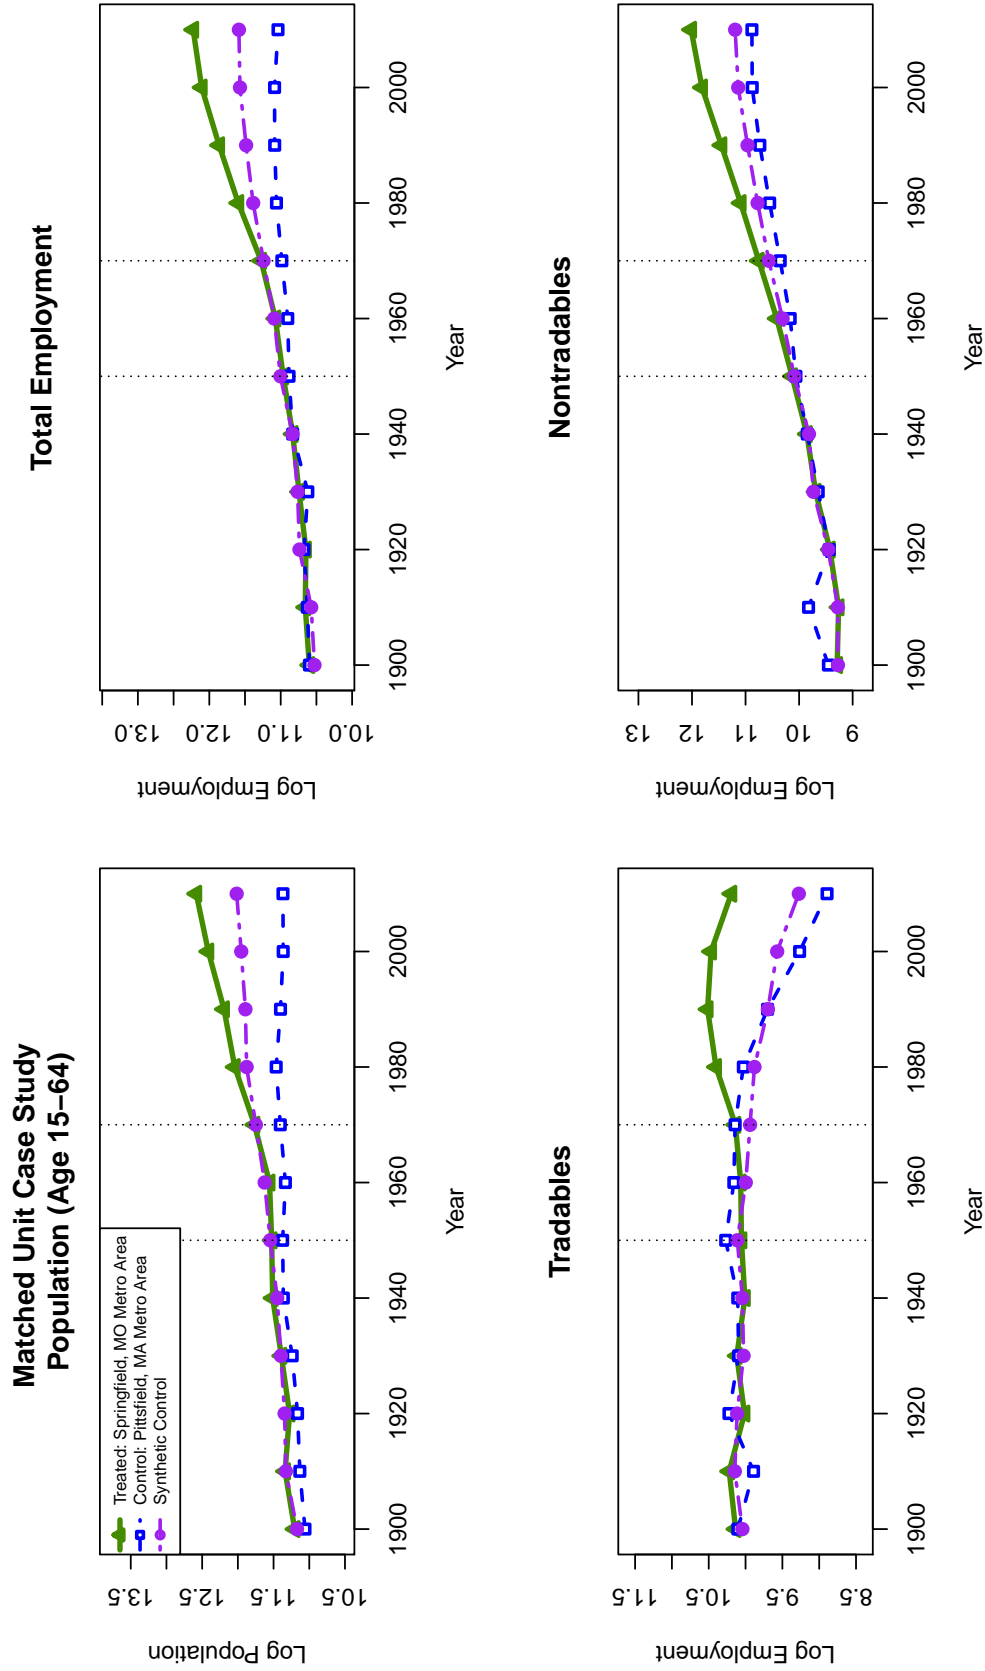 Matched Unit Case Study
Population (Age 15−64)
Log Population
10.5
11.5
12.5
13.5
Treated: Springfield, MO Metro Area
Control: Pittsfield, MA Metro Area
Synthetic Control
1900
1920
1940
1960
1980
2000
Year
Total Employment
Log Employment
10.0
11.0
12.0
13.0
1900
1920
1940
1960
1980
2000
Year
Tradables
Log Employment
8.5
9.5
10.5
11.5
1900
1920
1940
1960
1980
2000
Year
Nontradables
Log Employment
9
10
11
12
13
1900
1920
1940
1960
1980
2000
Year